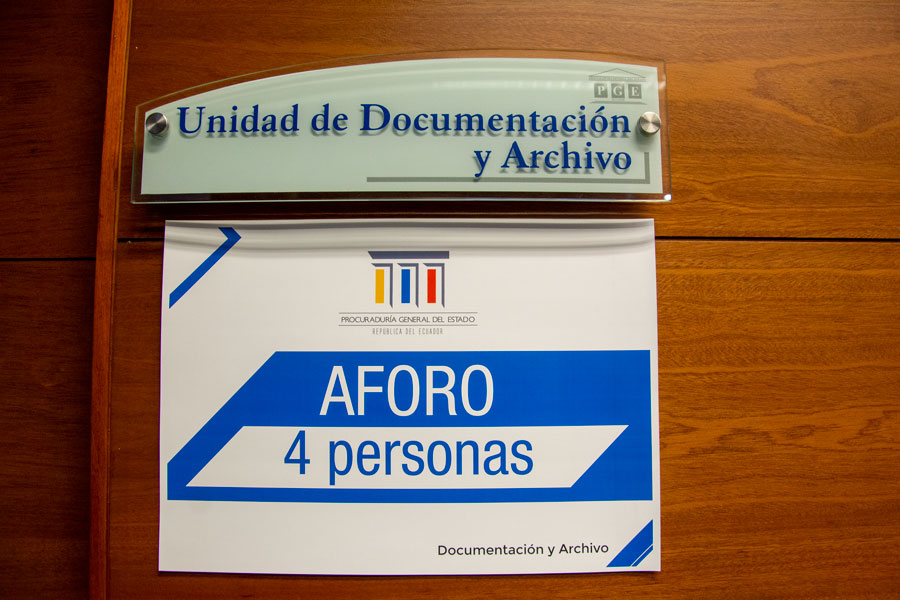 PGE
Unidad de Documentación
y Archivo
PROCURADURÍA GENERAL DEL ESTADO
REPÚBLICA DEL ECUADOR
AFORO
4 personas
Documentación y Archivo